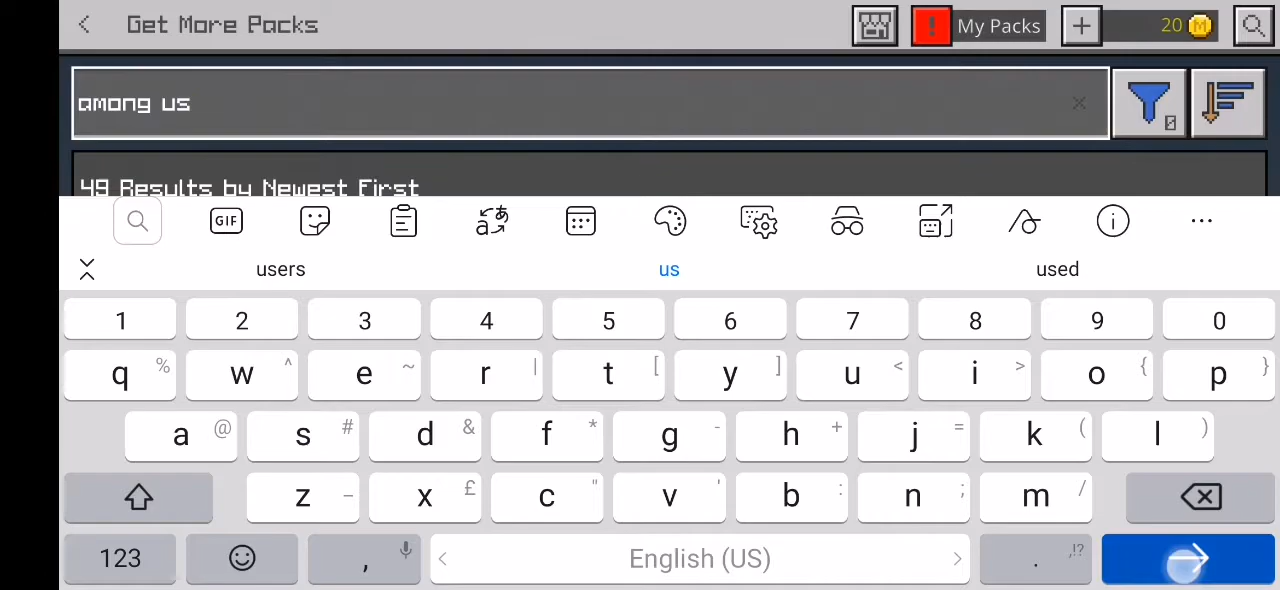 Get More Packs
! My Packs
+
20
among us
0
49 Results by Newest First
GIF
users us used
1 2 3 4 5 6 7 8 9 0
q % w ^ e ~ r | t [ y ] u < i > o { p }
a @ s # d & f * g - h + j = k ( l )
z _ x £ c " v ' b : n ; m /
123 , < English (US) > . ,!?